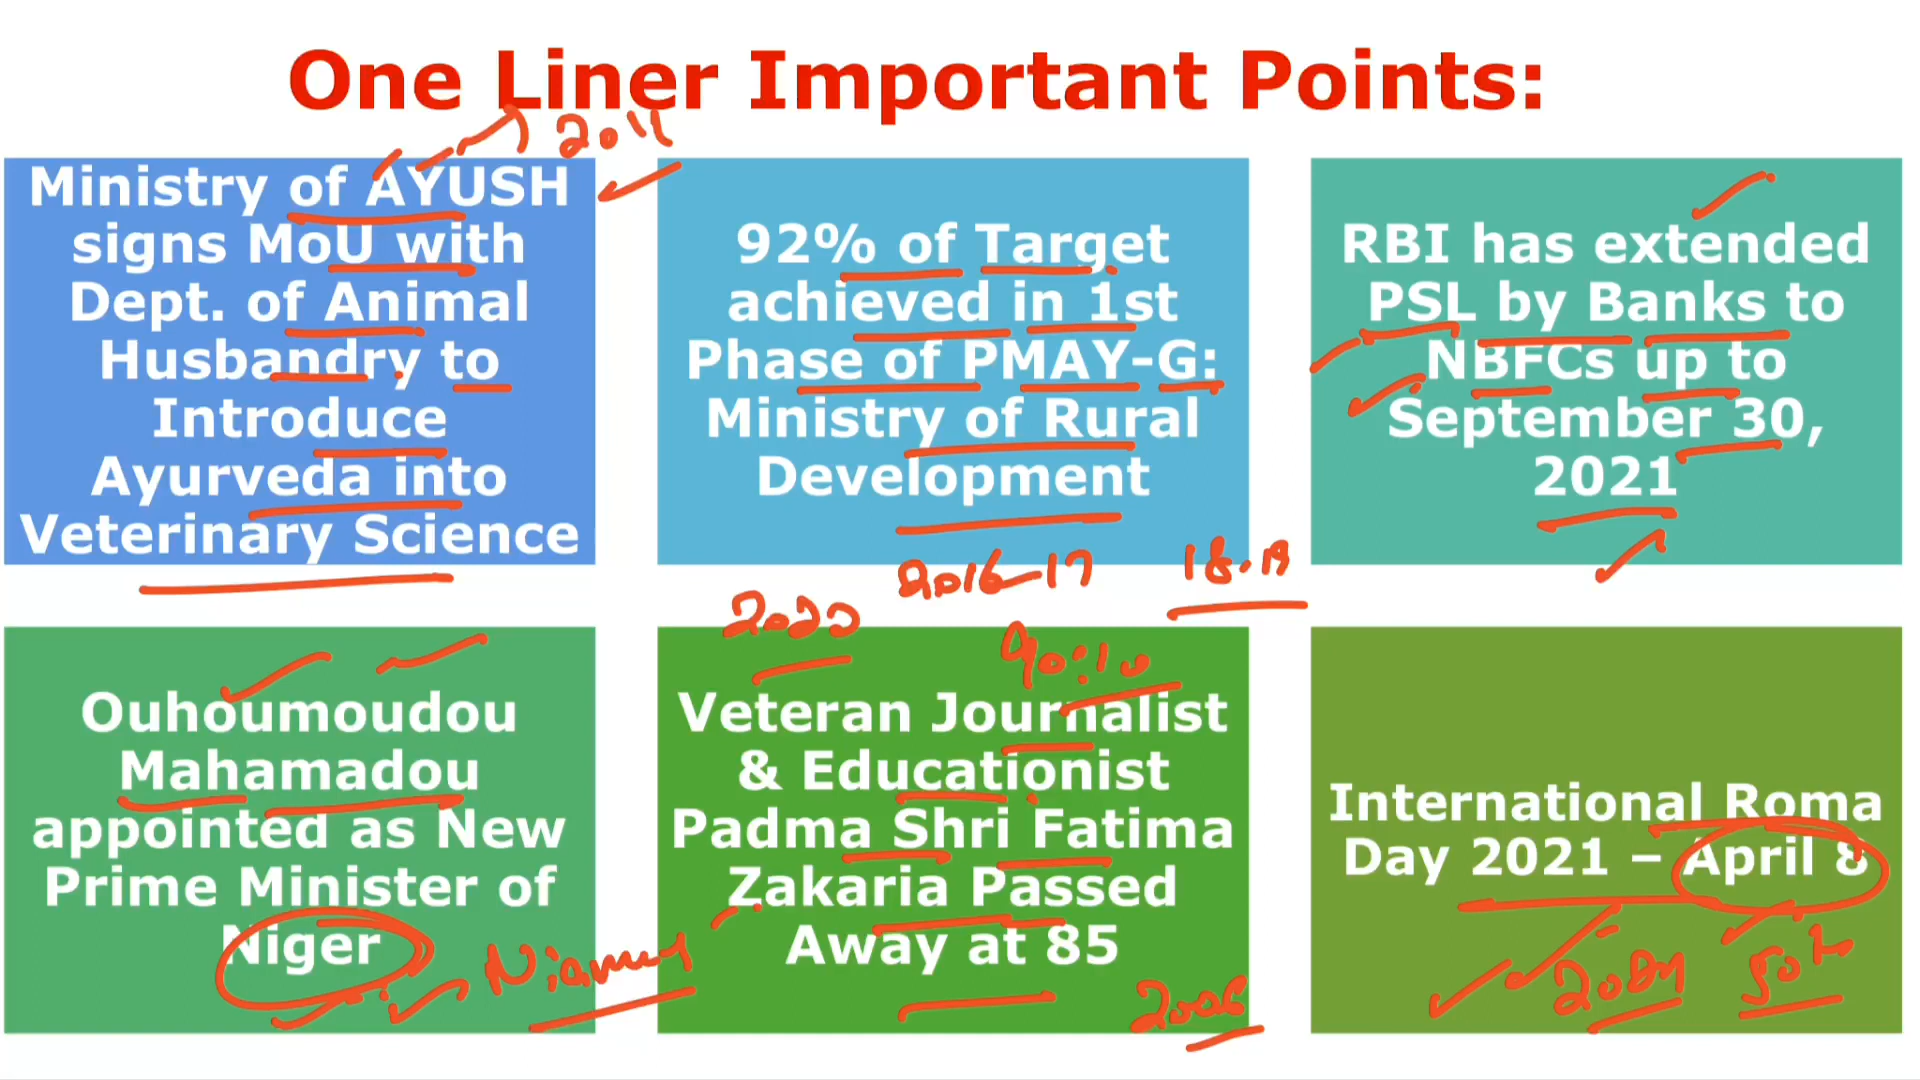 One Liner Important Points:
Ministry of AYUSH
signs MoU with
Dept. of Animal
Husbandry to
Introduce
Ayurveda into
Veterinary Science
92% of Target
achieved in 1st
Phase of PMAY-G:
Ministry of Rural
Development
2016-17
18-19
RBI has extended
PSL by Banks to
NBFCs up to
September 30,
2021
Ouhoumoudou
Mahamadou
appointed as New
Prime Minister of
Niger
Niamey
90:10
Veteran Journalist
& Educationist
Padma Shri Fatima
Zakaria Passed
Away at 85
2006
International Roma
Day 2021 – April 8